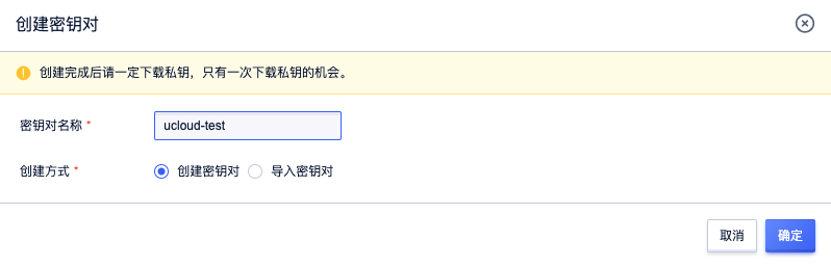 创建密钥对
创建完成后请一定下载私钥，只有一次下载私钥的机会。
密钥对名称 * ucloud-test
创建方式 * 创建密钥对 导入密钥对
取消 确定